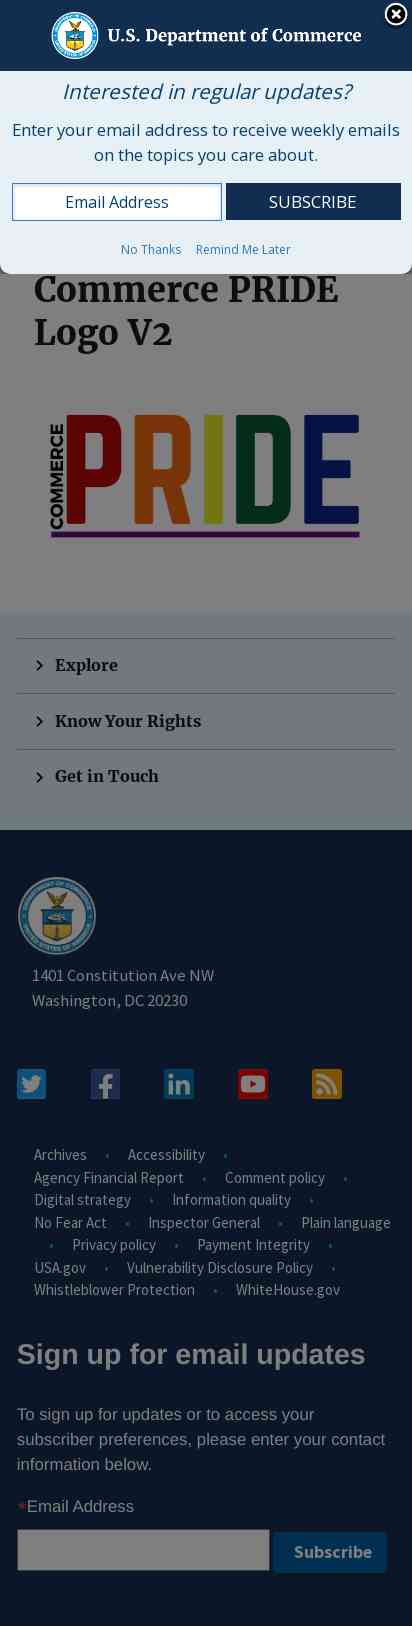 U.S. Department of Commerce
Interested in regular updates?
Enter your email address to receive weekly emails
on the topics you care about.
Email Address
SUBSCRIBE
No Thanks
Remind Me Later
Commerce PRIDE
Logo V2
COMMERCE
PRIDE
Explore
Know Your Rights
Get in Touch
1401 Constitution Ave NW
Washington, DC 20230
Archives • Accessibility •
Agency Financial Report • Comment policy •
Digital strategy • Information quality •
No Fear Act • Inspector General • Plain language
• Privacy policy • Payment Integrity •
USA.gov • Vulnerability Disclosure Policy •
Whistleblower Protection • WhiteHouse.gov
Sign up for email updates
To sign up for updates or to access your
subscriber preferences, please enter your contact
information below.
*Email Address
Subscribe